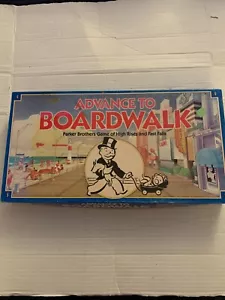 ADVANCE TO
BOARDWALK
Parker Brothers Game of High Rises and Fast Falls